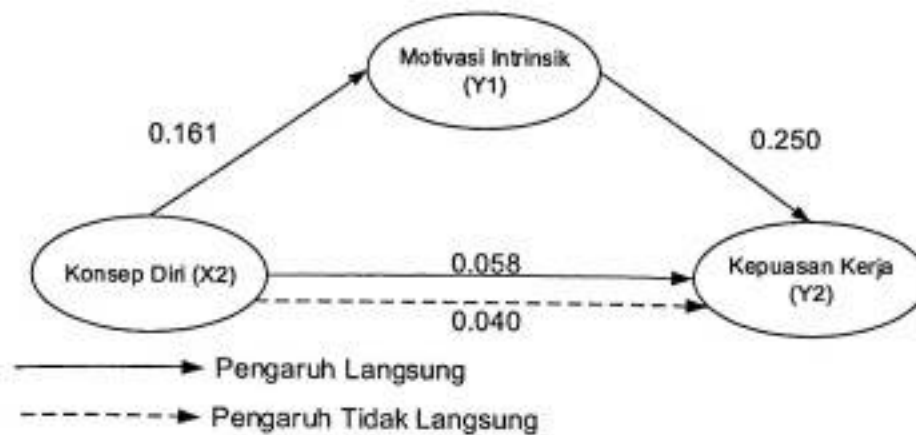 Motivasi Intrinsik
(Y1)
0.161
0.250
Konsep Diri (X2)
0.058
0.040
Kepuasan Kerja
(Y2)
Pengaruh Langsung
Pengaruh Tidak Langsung